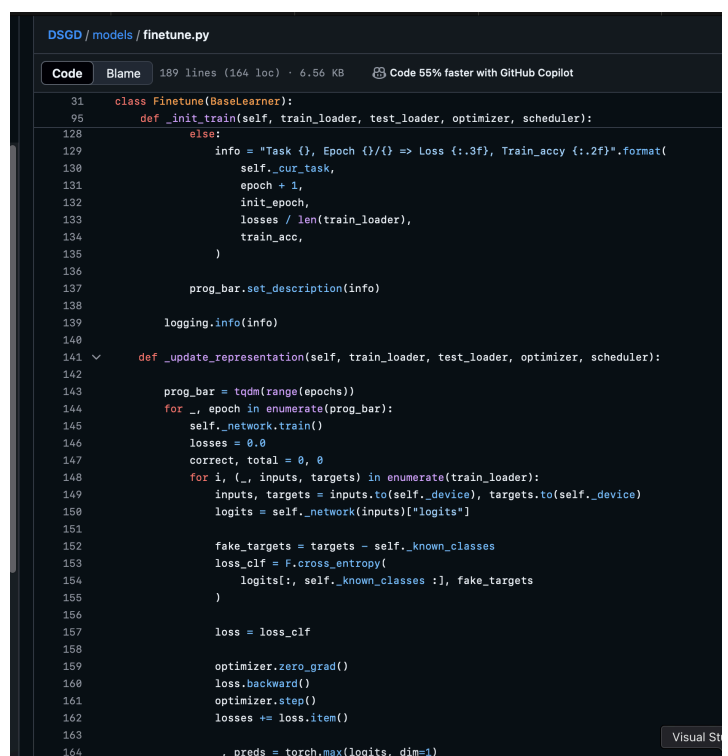 DSGD / models / finetune.py
Code Blame 189 lines (164 loc) · 6.56 KB Code 55% faster with GitHub Copilot
31 class Finetune(BaseLearner):
95 def _init_train(self, train_loader, test_loader, optimizer, scheduler):
128 else:
129 info = "Task {}, Epoch {}/{} => Loss {:.3f}, Train_accy {:.2f}".format(
130 self._cur_task,
131 epoch + 1,
132 init_epoch,
133 losses / len(train_loader),
134 train_acc,
135 )
136
137 prog_bar.set_description(info)
138
139 logging.info(info)
140
141 def _update_representation(self, train_loader, test_loader, optimizer, scheduler):
142
143 prog_bar = tqdm(range(epochs))
144 for _, epoch in enumerate(prog_bar):
145 self._network.train()
146 losses = 0.0
147 correct, total = 0, 0
148 for i, (_, inputs, targets) in enumerate(train_loader):
149 inputs, targets = inputs.to(self._device), targets.to(self._device)
150 logits = self._network(inputs)["logits"]
151
152 fake_targets = targets - self._known_classes
153 loss_clf = F.cross_entropy(
154 logits[:, self._known_classes :], fake_targets
155 )
156
157 loss = loss_clf
158
159 optimizer.zero_grad()
160 loss.backward()
161 optimizer.step()
162 losses += loss.item()
163
Visual St
164 _, preds = torch.max(logits, dim=1)